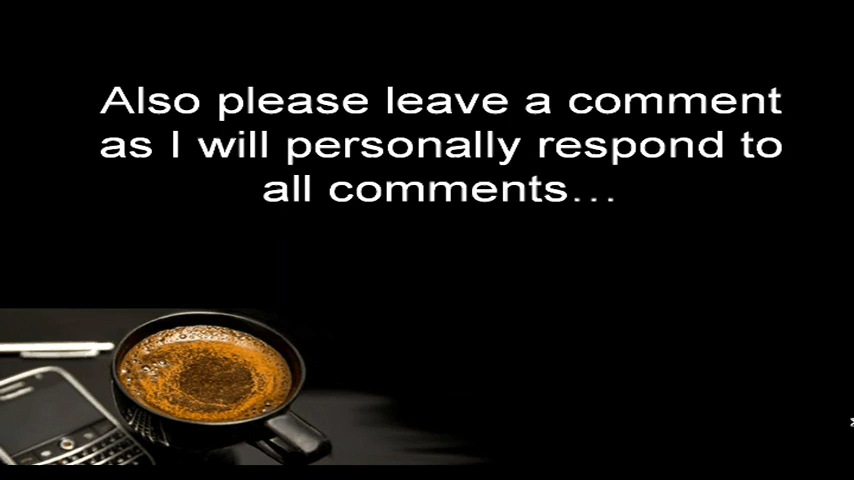 Also please leave a comment
as I will personally respond to
all comments…